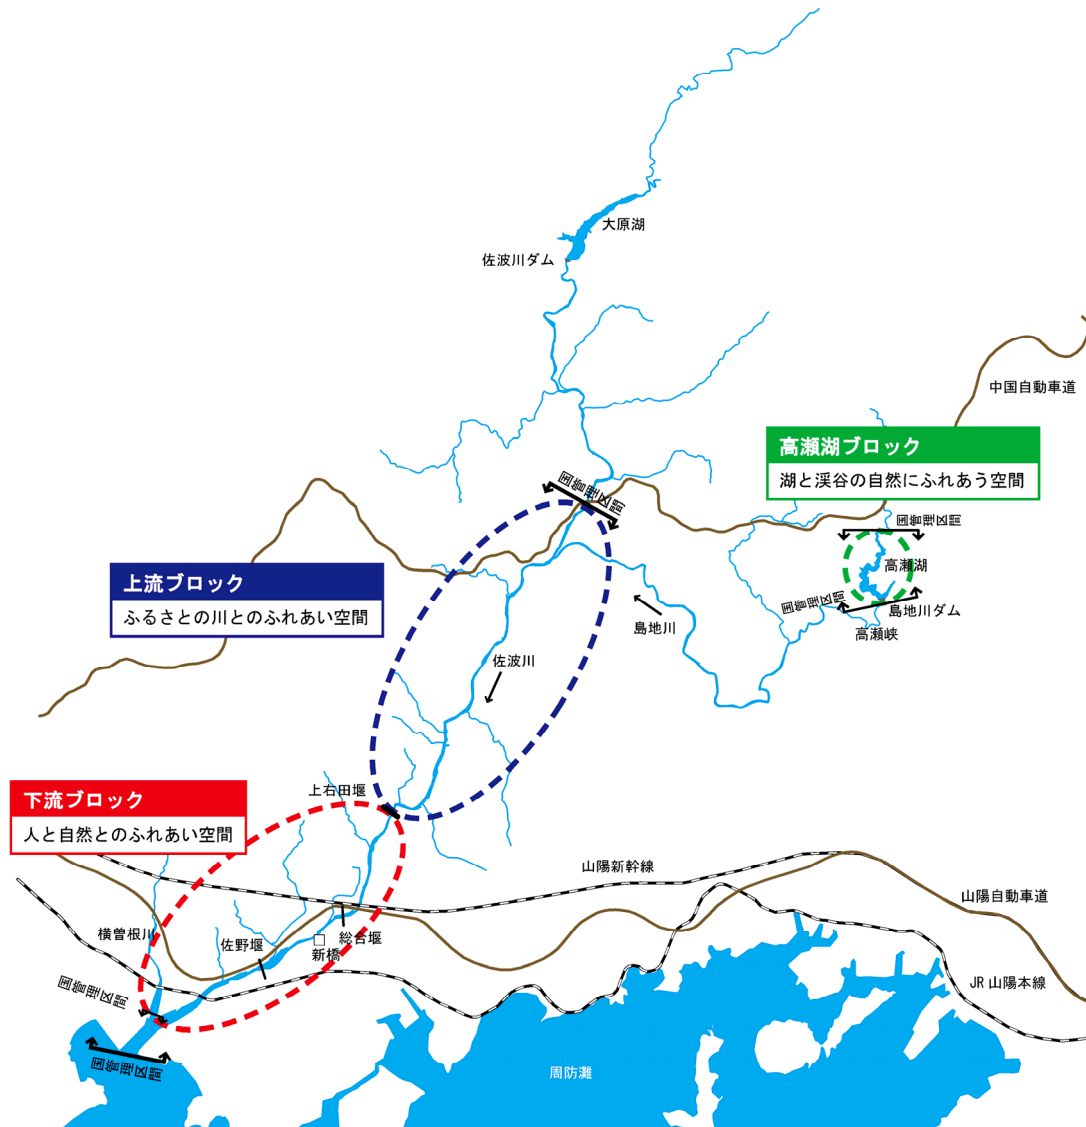 大原湖
佐波川ダム
中国自動車道
高瀬湖ブロック
湖と渓谷の自然にふれあう空間
国管理区間
国管理区間
高瀬湖
上流ブロック
ふるさとの川とのふれあい空間
国管理区間
島地川ダム
島地川
高瀬峡
佐波川
上右田堰
下流ブロック
人と自然とのふれあい空間
山陽新幹線
山陽自動車道
横曽根川
佐野堰
総合堰
新橋
国管理区間
JR 山陽本線
国管理区間
周防灘